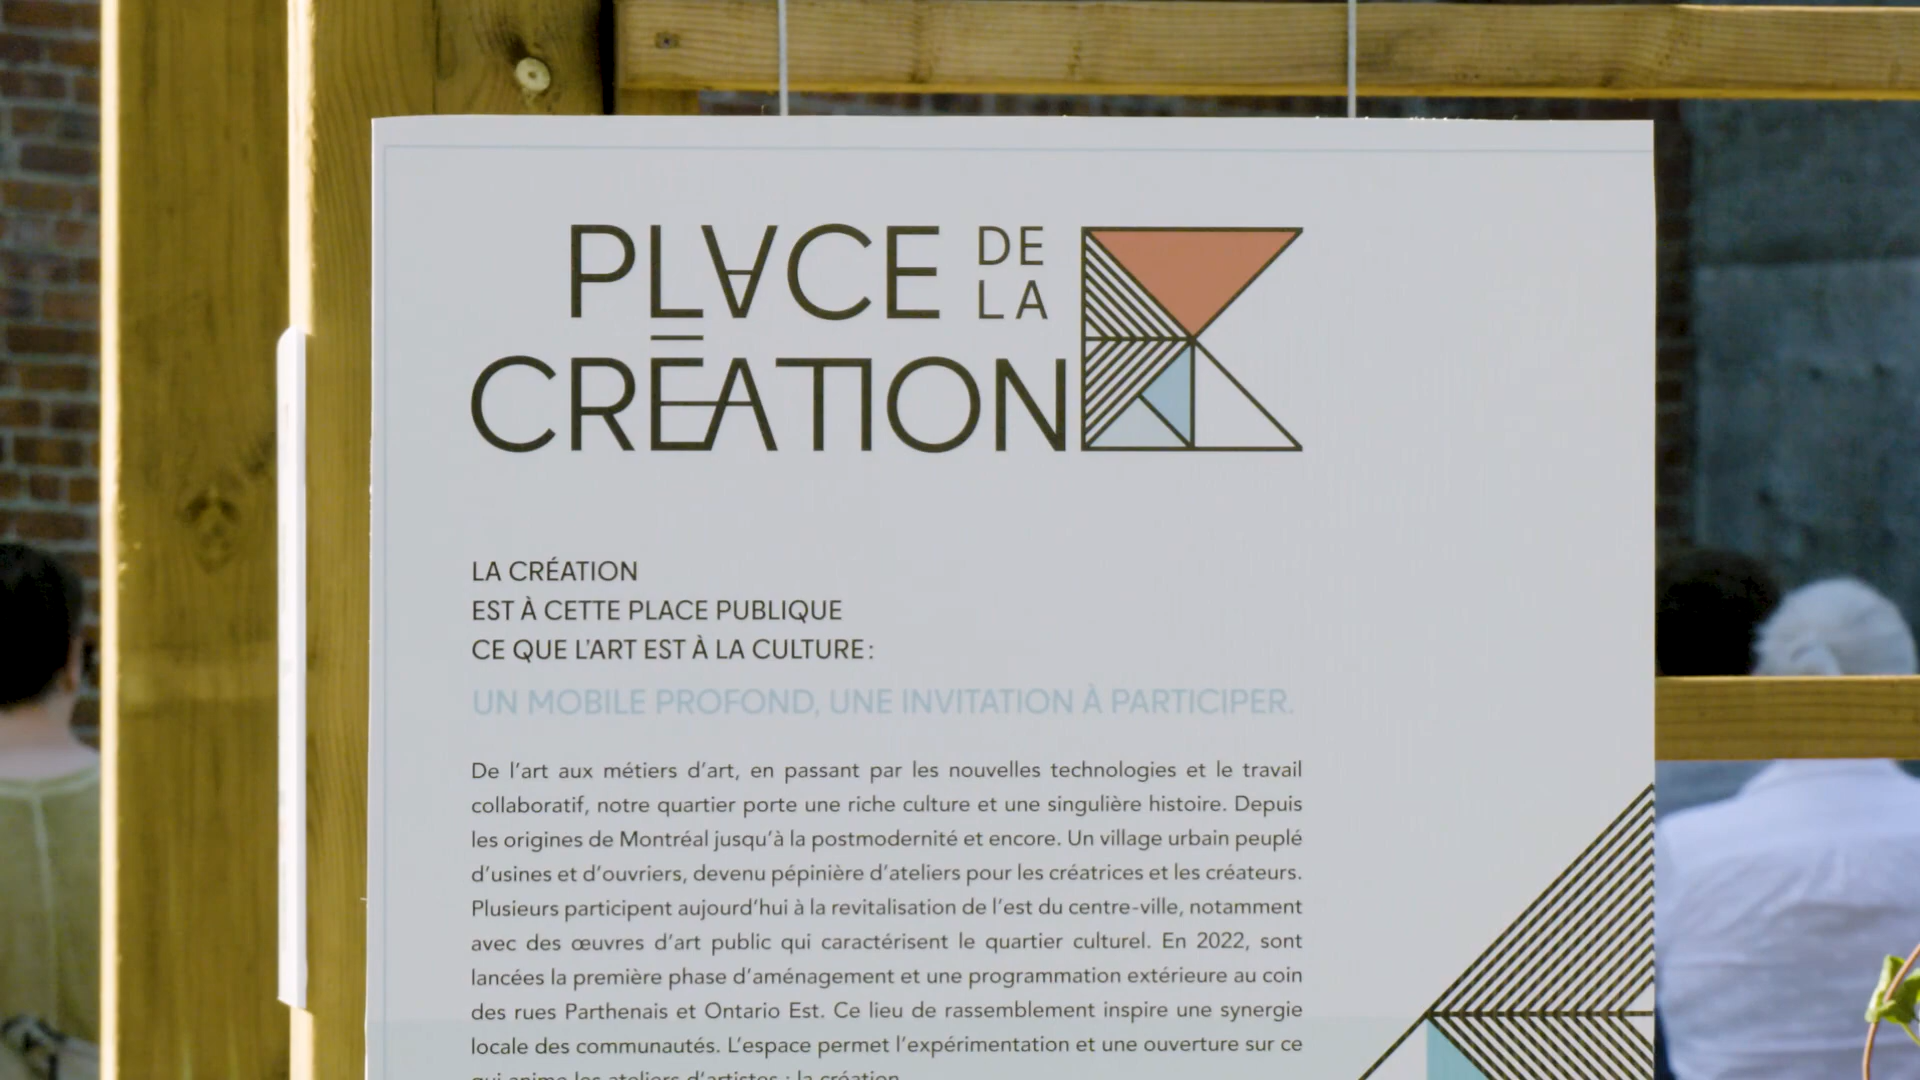 PLACE DE LA
CRÉATION
LA CRÉATION
EST À CETTE PLACE PUBLIQUE
CE QUE L'ART EST À LA CULTURE :
UN MOBILE PROFOND, UNE INVITATION À PARTICIPER.
De l'art aux métiers d'art, en passant par les nouvelles technologies et le travail
collaboratif, notre quartier porte une riche culture et une singulière histoire. Depuis
les origines de Montréal jusqu'à la postmodernité et encore. Un village urbain peuplé
d'usines et d'ouvriers, devenu pépinière d'ateliers pour les créatrices et les créateurs.
Plusieurs participent aujourd'hui à la revitalisation de l'est du centre-ville, notamment
avec des œuvres d'art public qui caractérisent le quartier culturel. En 2022, sont
lancées la première phase d'aménagement et une programmation extérieure au coin
des rues Parthenais et Ontario Est. Ce lieu de rassemblement inspire une synergie
locale des communautés. L'espace permet l'expérimentation et une ouverture sur ce
qui anime les ateliers d'artistes : la création.